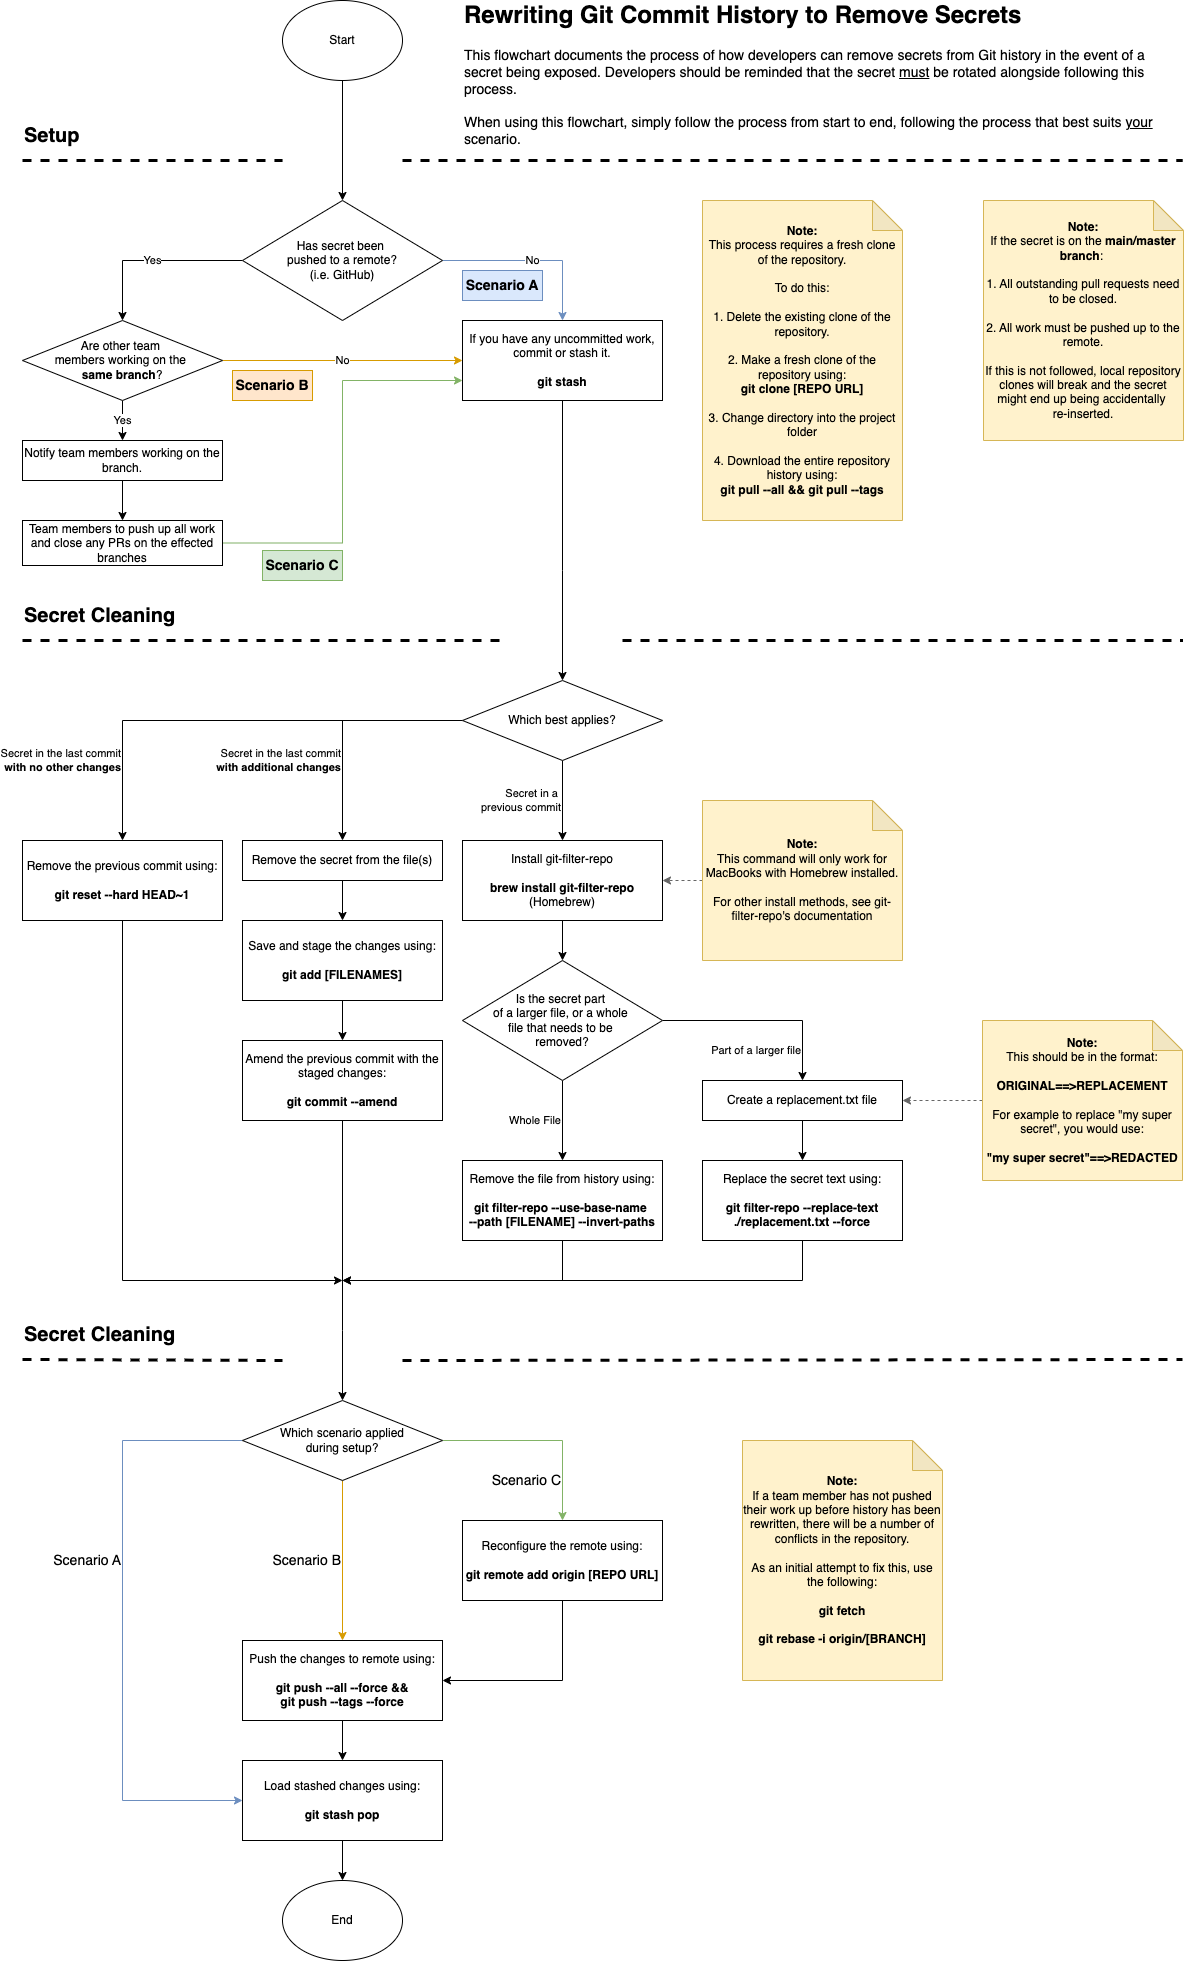 Rewriting Git Commit History to Remove Secrets
This flowchart documents the process of how developers can remove secrets from Git history in the event of a
secret being exposed. Developers should be reminded that the secret must be rotated alongside following this
process.
When using this flowchart, simply follow the process from start to end, following the process that best suits your
scenario.
Start
Setup
Has secret been
pushed to a remote?
(i.e. GitHub)
Yes
No
Scenario A
Are other team
members working on the
same branch?
No
Scenario B
Yes
If you have any uncommitted work,
commit or stash it.
git stash
Notify team members working on the
branch.
Team members to push up all work
and close any PRs on the effected
branches
Scenario C
Note:
This process requires a fresh clone
of the repository.
To do this:
1. Delete the existing clone of the
repository.
2. Make a fresh clone of the
repository using:
git clone [REPO URL]
3. Change directory into the project
folder
4. Download the entire repository
history using:
git pull --all && git pull --tags
Note:
If the secret is on the main/master
branch:
1. All outstanding pull requests need
to be closed.
2. All work must be pushed up to the
remote.
If this is not followed, local repository
clones will break and the secret
might end up being accidentally
re-inserted.
Secret Cleaning
Which best applies?
Secret in the last commit
with no other changes
Secret in the last commit
with additional changes
Secret in a
previous commit
Remove the previous commit using:
git reset --hard HEAD~1
Remove the secret from the file(s)
Save and stage the changes using:
git add [FILENAMES]
Amend the previous commit with the
staged changes:
git commit --amend
Install git-filter-repo
brew install git-filter-repo
(Homebrew)
Note:
This command will only work for
MacBooks with Homebrew installed.
For other install methods, see git-
filter-repo's documentation
Is the secret part
of a larger file, or a whole
file that needs to be
removed?
Part of a larger file
Whole File
Create a replacement.txt file
Note:
This should be in the format:
ORIGINAL==>REPLACEMENT
For example to replace "my super
secret", you would use:
"my super secret"==>REDACTED
Remove the file from history using:
git filter-repo --use-base-name
--path [FILENAME] --invert-paths
Replace the secret text using:
git filter-repo --replace-text
./replacement.txt --force
Secret Cleaning
Which scenario applied
during setup?
Scenario A
Scenario B
Scenario C
Reconfigure the remote using:
git remote add origin [REPO URL]
Push the changes to remote using:
git push --all --force &&
git push --tags --force
Load stashed changes using:
git stash pop
End
Note:
If a team member has not pushed
their work up before history has been
rewritten, there will be a number of
conflicts in the repository.
As an initial attempt to fix this, use
the following:
git fetch
git rebase -i origin/[BRANCH]